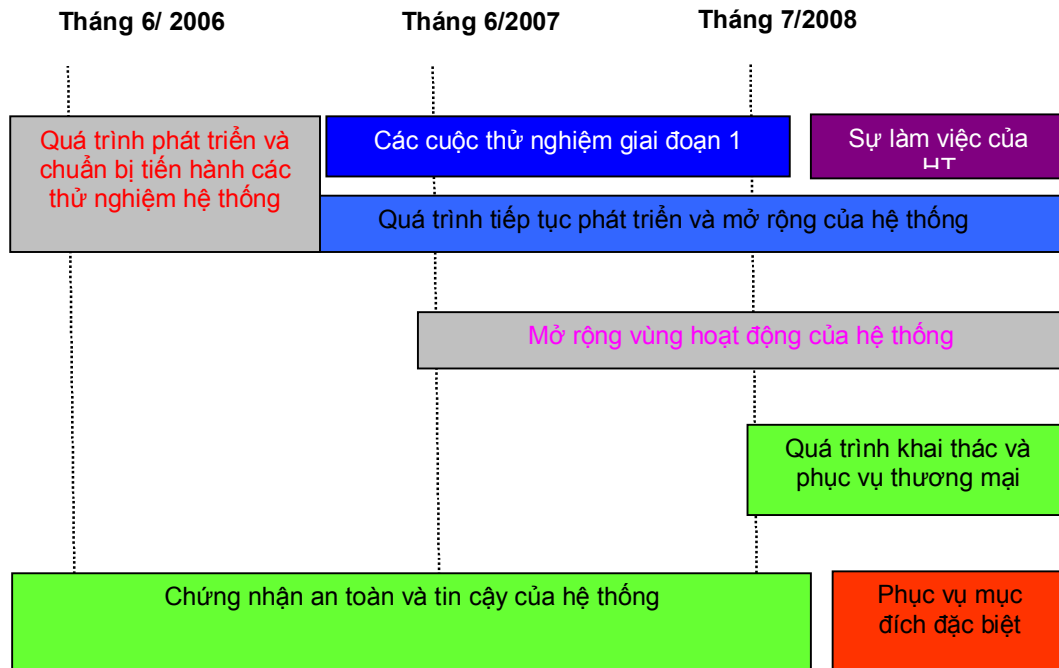 Tháng 6/ 2006
Tháng 6/2007
Tháng 7/2008
Quá trình phát triển và
chuẩn bị tiến hành các
thử nghiệm hệ thống
Các cuộc thử nghiệm giai đoạn 1
Sự làm việc của
HT
Quá trình tiếp tục phát triển và mở rộng của hệ thống
Mở rộng vùng hoạt động của hệ thống
Quá trình khai thác và
phục vụ thương mại
Chứng nhận an toàn và tin cậy của hệ thống
Phục vụ mục
đích đặc biệt